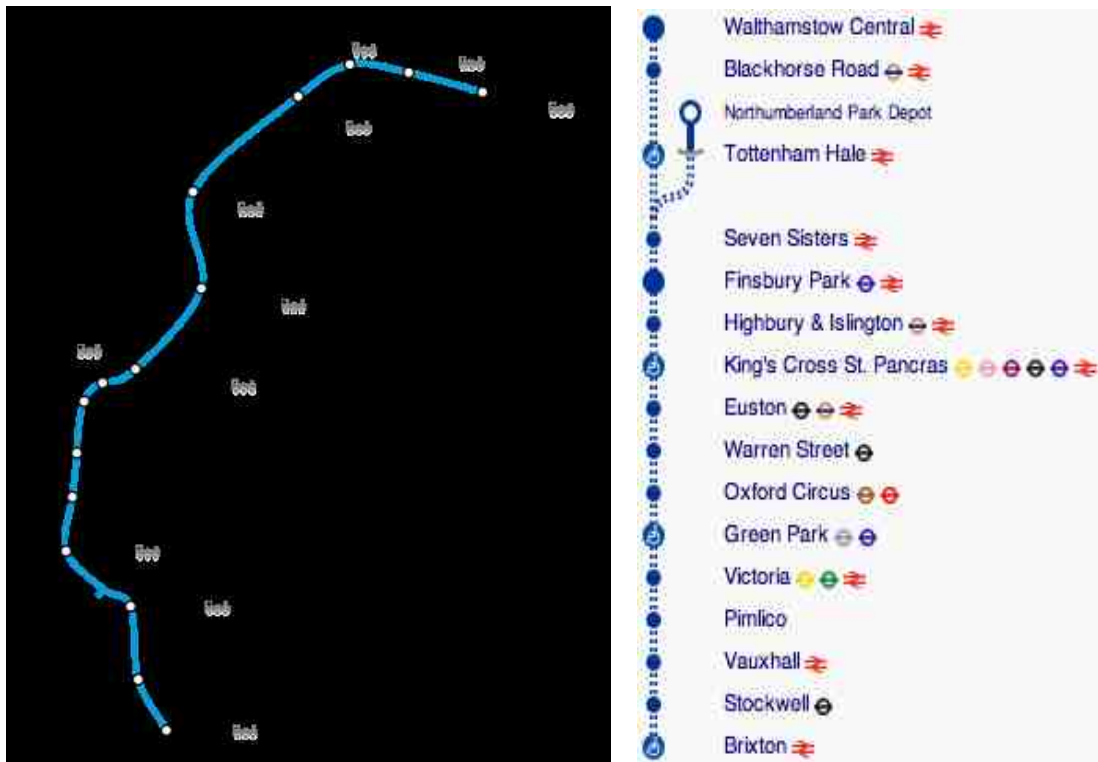 Walthamstow Central
Blackhorse Road
Northumberland Park Depot
Tottenham Hale
Seven Sisters
Finsbury Park
Highbury & Islington
King's Cross St. Pancras
Euston
Warren Street
Oxford Circus
Green Park
Victoria
Pimlico
Vauxhall
Stockwell
Brixton